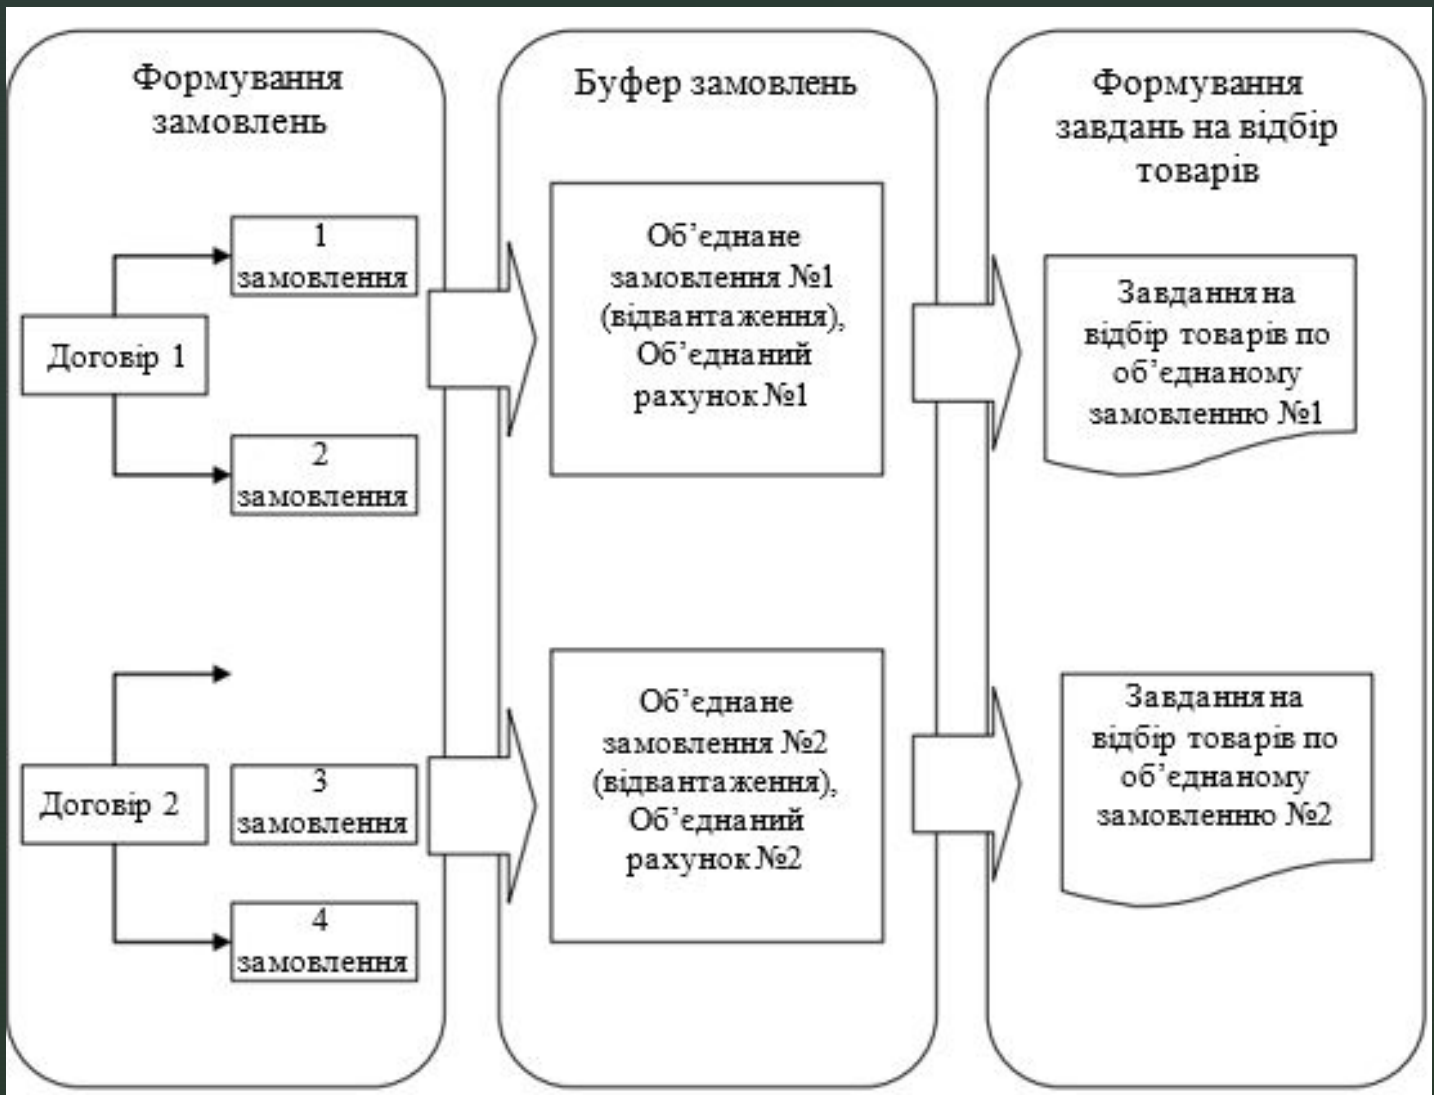 Формування
замовлень
1
замовлення
Договір 1
2
замовлення
Договір 2
3
замовлення
4
замовлення
Буфер замовлень
Об’єднане
замовлення №1
(відвантаження),
Об’єднаний
рахунок №1
Об’єднане
замовлення №2
(відвантаження),
Об’єднаний
рахунок №2
Формування
завдань на відбір
товарів
Завдання на
відбір товарів по
об’єднаному
замовленню №1
Завдання на
відбір товарів по
об’єднаному
замовленню №2